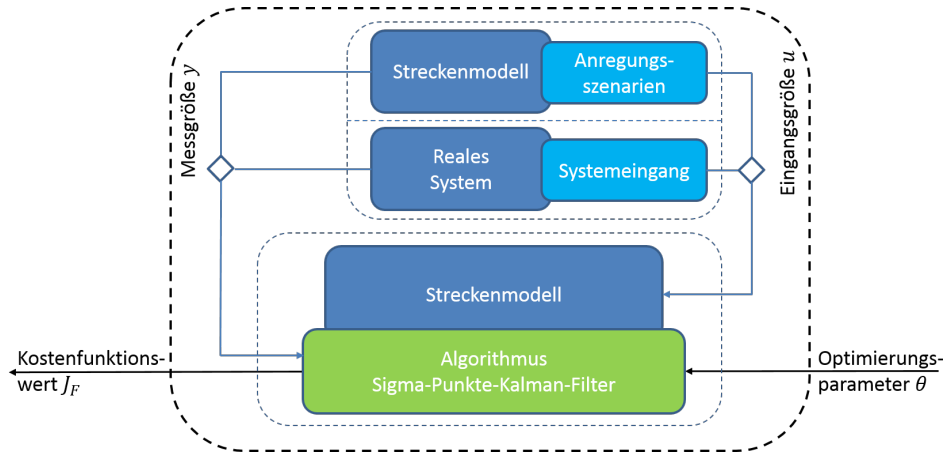 Messgröße y
Streckenmodell
Anregungs-
szenarien
Eingangsgröße u
Reales
System
Systemeingang
Streckenmodell
Kostenfunktions-
wert J_F
Algorithmus
Sigma-Punkte-Kalman-Filter
Optimierungs-
parameter θ